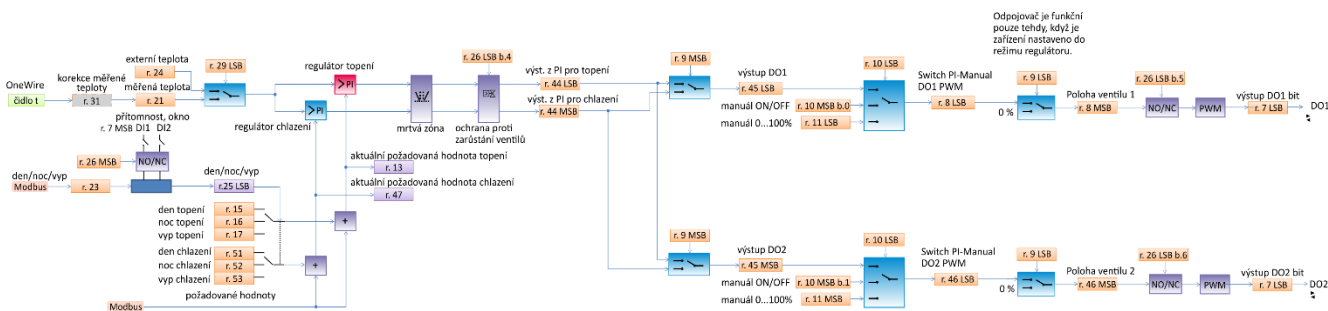 OneWire
čidlo t
korekce měřené
teploty
r. 31
externí teplota
r. 24
měřená teplota
r. 21
r. 29 LSB
přítomnost, okno
r. 7 MSB DI1 DI2
r. 26 MSB
NO/NC
den/noc/vyp
Modbus
r. 23
den/noc/vyp
r.25 LSB
den topení
r. 15
noc topení
r. 16
vyp topení
r. 17
den chlazení
r. 51
noc chlazení
r. 52
vyp chlazení
r. 53
požadované hodnoty
Modbus
+
+
regulátor topení
PI
PI
regulátor chlazení
mrtvá zóna
r. 26 LSB b.4
ochrana proti
zarůstání ventilů
aktuální požadovaná hodnota topení
r. 13
aktuální požadovaná hodnota chlazení
r. 47
výst. z PI pro topení
r. 44 LSB
výst. z PI pro chlazení
r. 44 MSB
r. 9 MSB
výstup DO1
r. 45 LSB
manuál ON/OFF
r. 10 MSB b.0
manuál 0...100%
r. 11 LSB
r. 10 LSB
Switch PI-Manual
DO1 PWM
r. 8 LSB
Odpojovač je funkční
pouze tehdy, když je
zařízení nastaveno do
režimu regulátoru.
r. 9 LSB
0 %
Poloha ventilu 1
r. 8 MSB
r. 26 LSB b.5
NO/NC
PWM
výstup DO1 bit
r. 7 LSB
DO1
r. 9 MSB
výstup DO2
r. 45 MSB
manuál ON/OFF
r. 10 MSB b.1
manuál 0...100%
r. 11 MSB
r. 10 LSB
Switch PI-Manual
DO2 PWM
r. 46 LSB
r. 9 LSB
0 %
Poloha ventilu 2
r. 46 MSB
r. 26 LSB b.6
NO/NC
PWM
výstup DO2 bit
r. 7 LSB
DO2